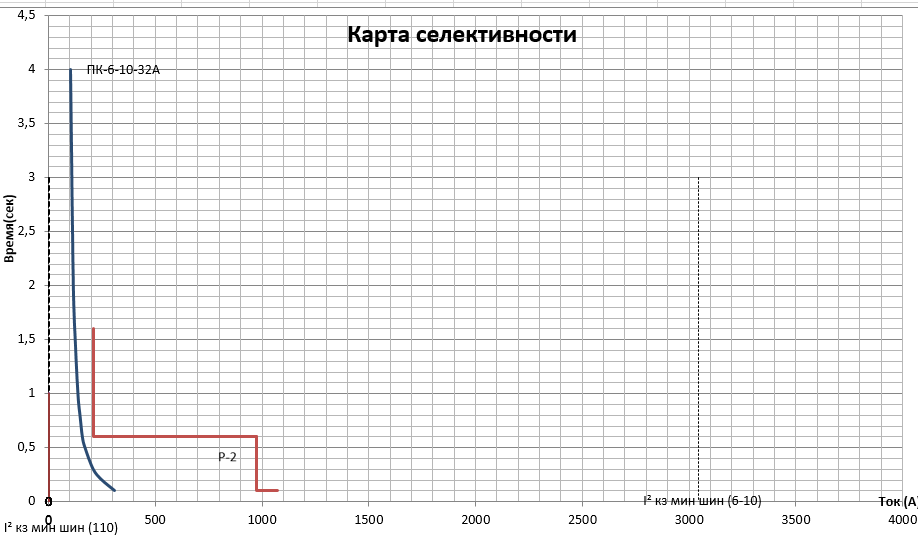 Карта селективности
4,5
4
3,5
3
2,5
2
1,5
1
0,5
0
Время(сек)
ПК-6-10-32А
Р-2
0
I² кз мин шин (6-10)
Ток (А)
0
500
1000
1500
2000
2500
3000
3500
4000
I² кз мин шин (110)